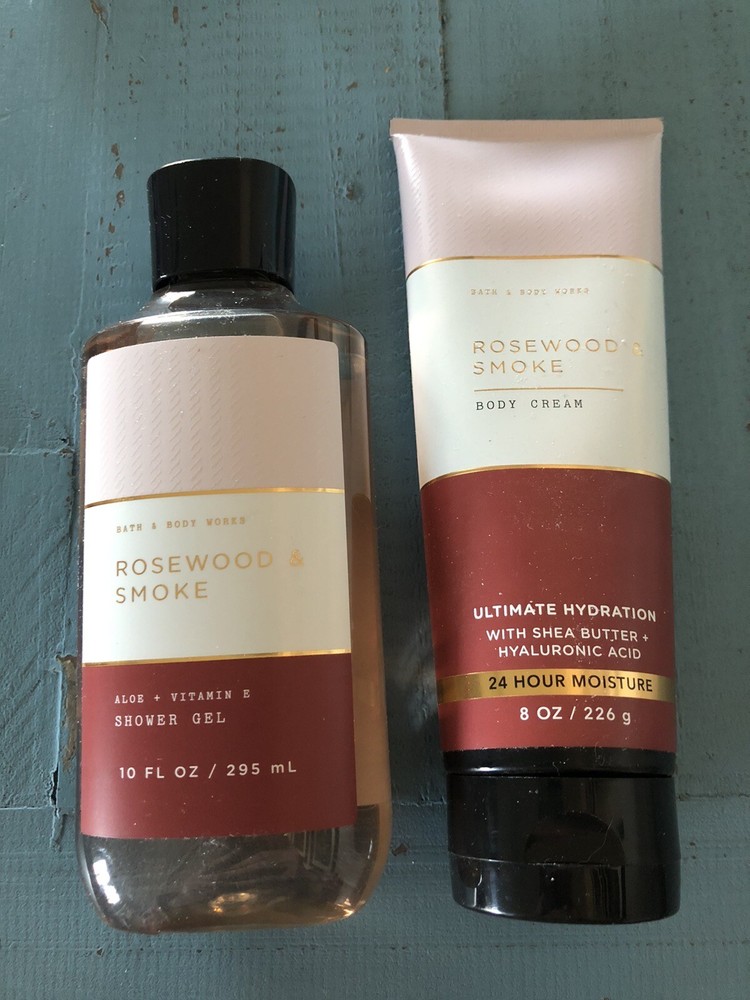 BATH & BODY WORKS
ROSEWOOD &
SMOKE
ALOE + VITAMIN E
SHOWER GEL
10 FL OZ / 295 mL
BATH & BODY WORKS
ROSEWOOD &
SMOKE
BODY CREAM
ULTIMATE HYDRATION
WITH SHEA BUTTER +
HYALURONIC ACID
24 HOUR MOISTURE
8 OZ / 226 g